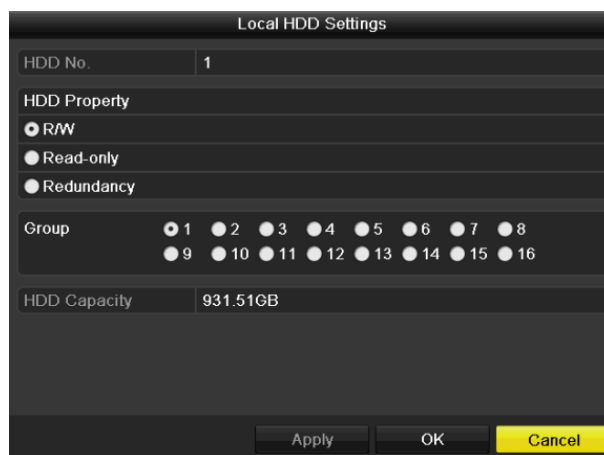 Local HDD Settings
HDD No. 1
HDD Property
R/W
Read-only
Redundancy
Group 1 2 3 4 5 6 7 8
9 10 11 12 13 14 15 16
HDD Capacity 931.51GB
Apply OK Cancel